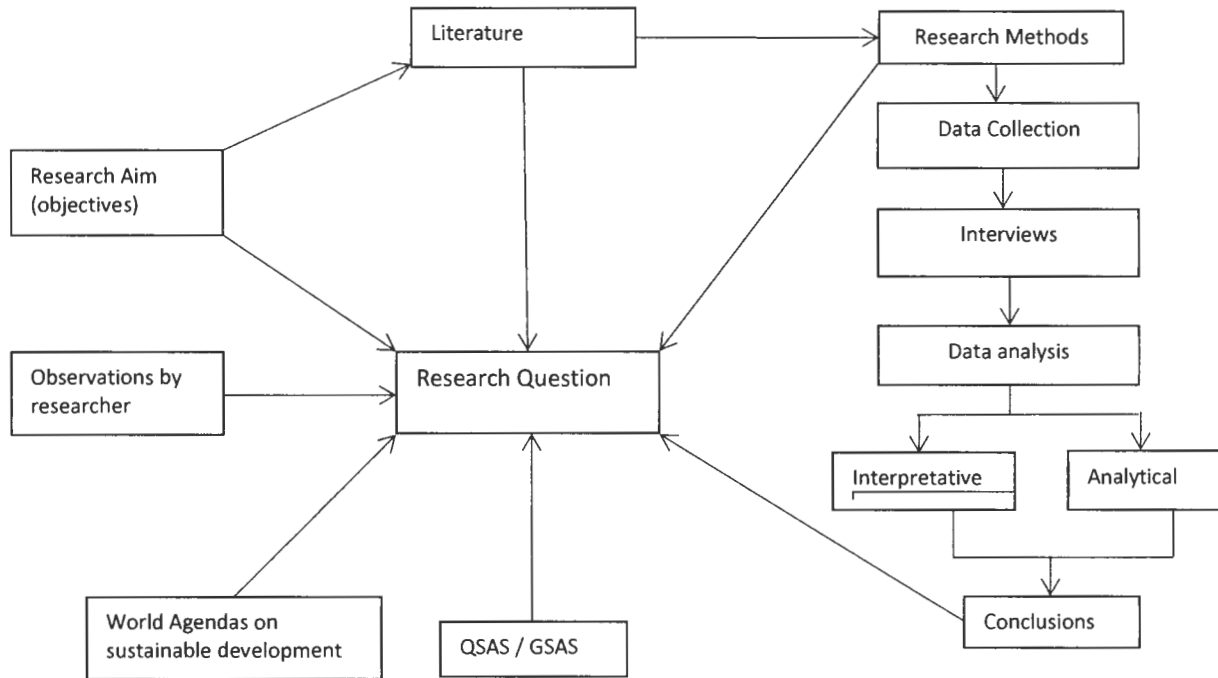 Literature
Research Methods
Data Collection
Research Aim
(objectives)
Interviews
Data analysis
Observations by
researcher
Research Question
Interpretative
Analytical
World Agendas on
sustainable development
QSAS / GSAS
Conclusions